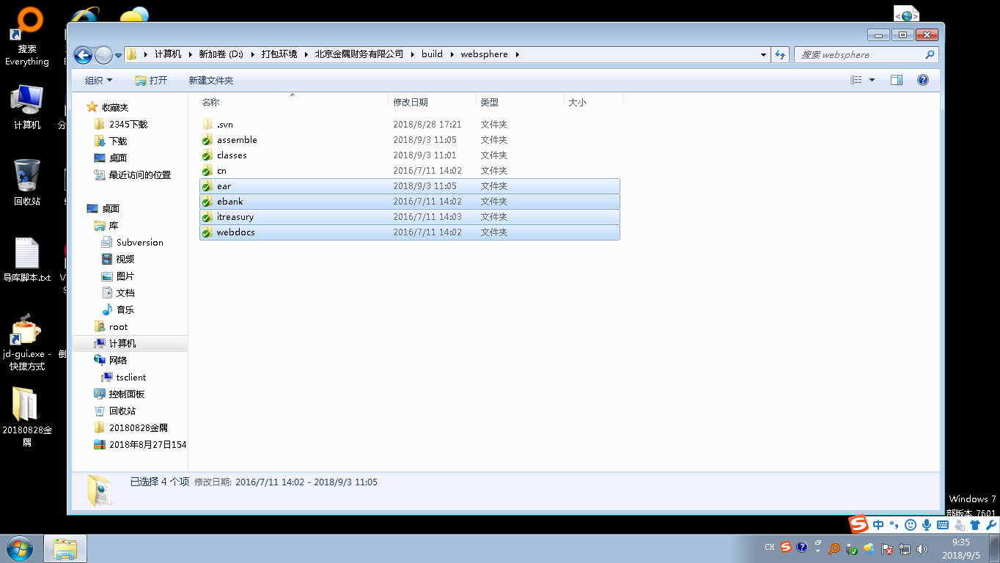 搜索
Everything
计算机
回收站
导库脚本.txt
jd-gui.exe -
快捷方式
20180828金
隅
计算机 新加卷 (D:) 打包环境 北京金隅财务有限公司 build websphere
搜索 websphere
组织 打开 新建文件夹
名称 修改日期 类型 大小
收藏夹
2345下载
下载
桌面
最近访问的位置
桌面
库
Subversion
视频
图片
文档
音乐
root
计算机
网络
tsclient
控制面板
回收站
20180828金隅
2018年8月27日154
.svn 2018/8/28 17:21 文件夹
assemble 2018/9/3 11:05 文件夹
classes 2018/9/3 11:01 文件夹
cn 2016/7/11 14:02 文件夹
ear 2018/9/3 11:05 文件夹
ebank 2016/7/11 14:02 文件夹
itreasury 2016/7/11 14:03 文件夹
webdocs 2016/7/11 14:02 文件夹
已选择 4 个项 修改日期: 2016/7/11 14:02 - 2018/9/3 11:05
Windows 7
部版本 7601
中
CH
9:35
2018/9/5